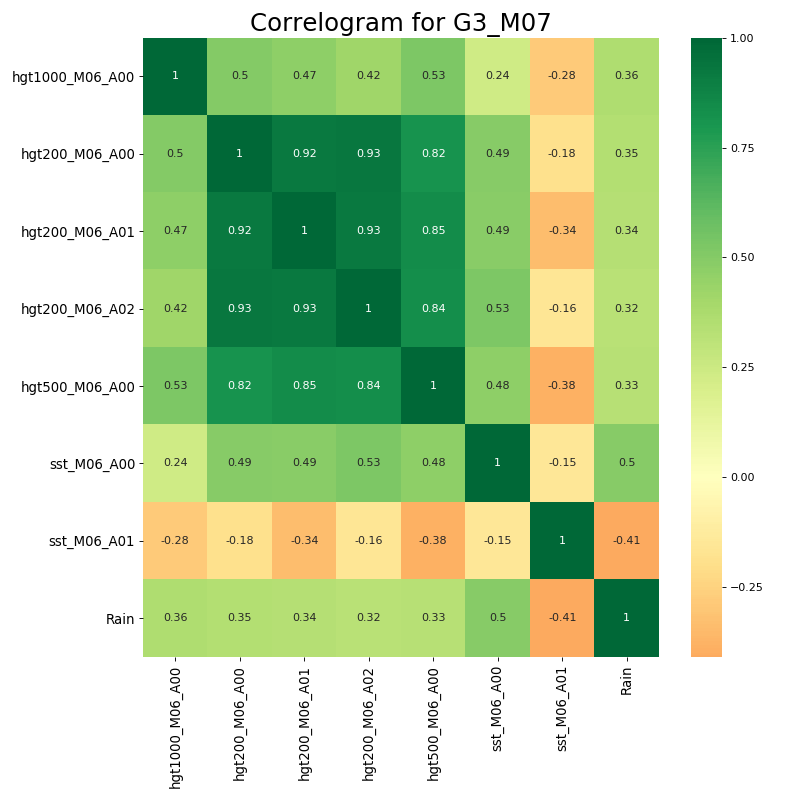 Correlogram for G3_M07
hgt1000_M06_A00 1 0.5 0.47 0.42 0.53 0.24 -0.28 0.36
hgt200_M06_A00 0.5 1 0.92 0.93 0.82 0.49 -0.18 0.35
hgt200_M06_A01 0.47 0.92 1 0.93 0.85 0.49 -0.34 0.34
hgt200_M06_A02 0.42 0.93 0.93 1 0.84 0.53 -0.16 0.32
hgt500_M06_A00 0.53 0.82 0.85 0.84 1 0.48 -0.38 0.33
sst_M06_A00 0.24 0.49 0.49 0.53 0.48 1 -0.15 0.5
sst_M06_A01 -0.28 -0.18 -0.34 -0.16 -0.38 -0.15 1 -0.41
Rain 0.36 0.35 0.34 0.32 0.33 0.5 -0.41 1
hgt1000_M06_A00
hgt200_M06_A00
hgt200_M06_A01
hgt200_M06_A02
hgt500_M06_A00
sst_M06_A00
sst_M06_A01
Rain
1.00
0.75
0.50
0.25
0.00
−0.25